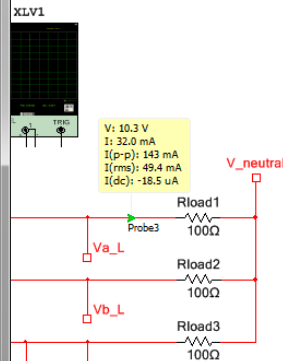 XLV1
TRIG
V: 10.3 V
I: 32.0 mA
I(p-p): 143 mA
I(rms): 49.4 mA
I(dc): -18.5 uA
V_neutral
Rload1
Probe3
100Ω
Va_L
Rload2
100Ω
Vb_L
Rload3
100Ω